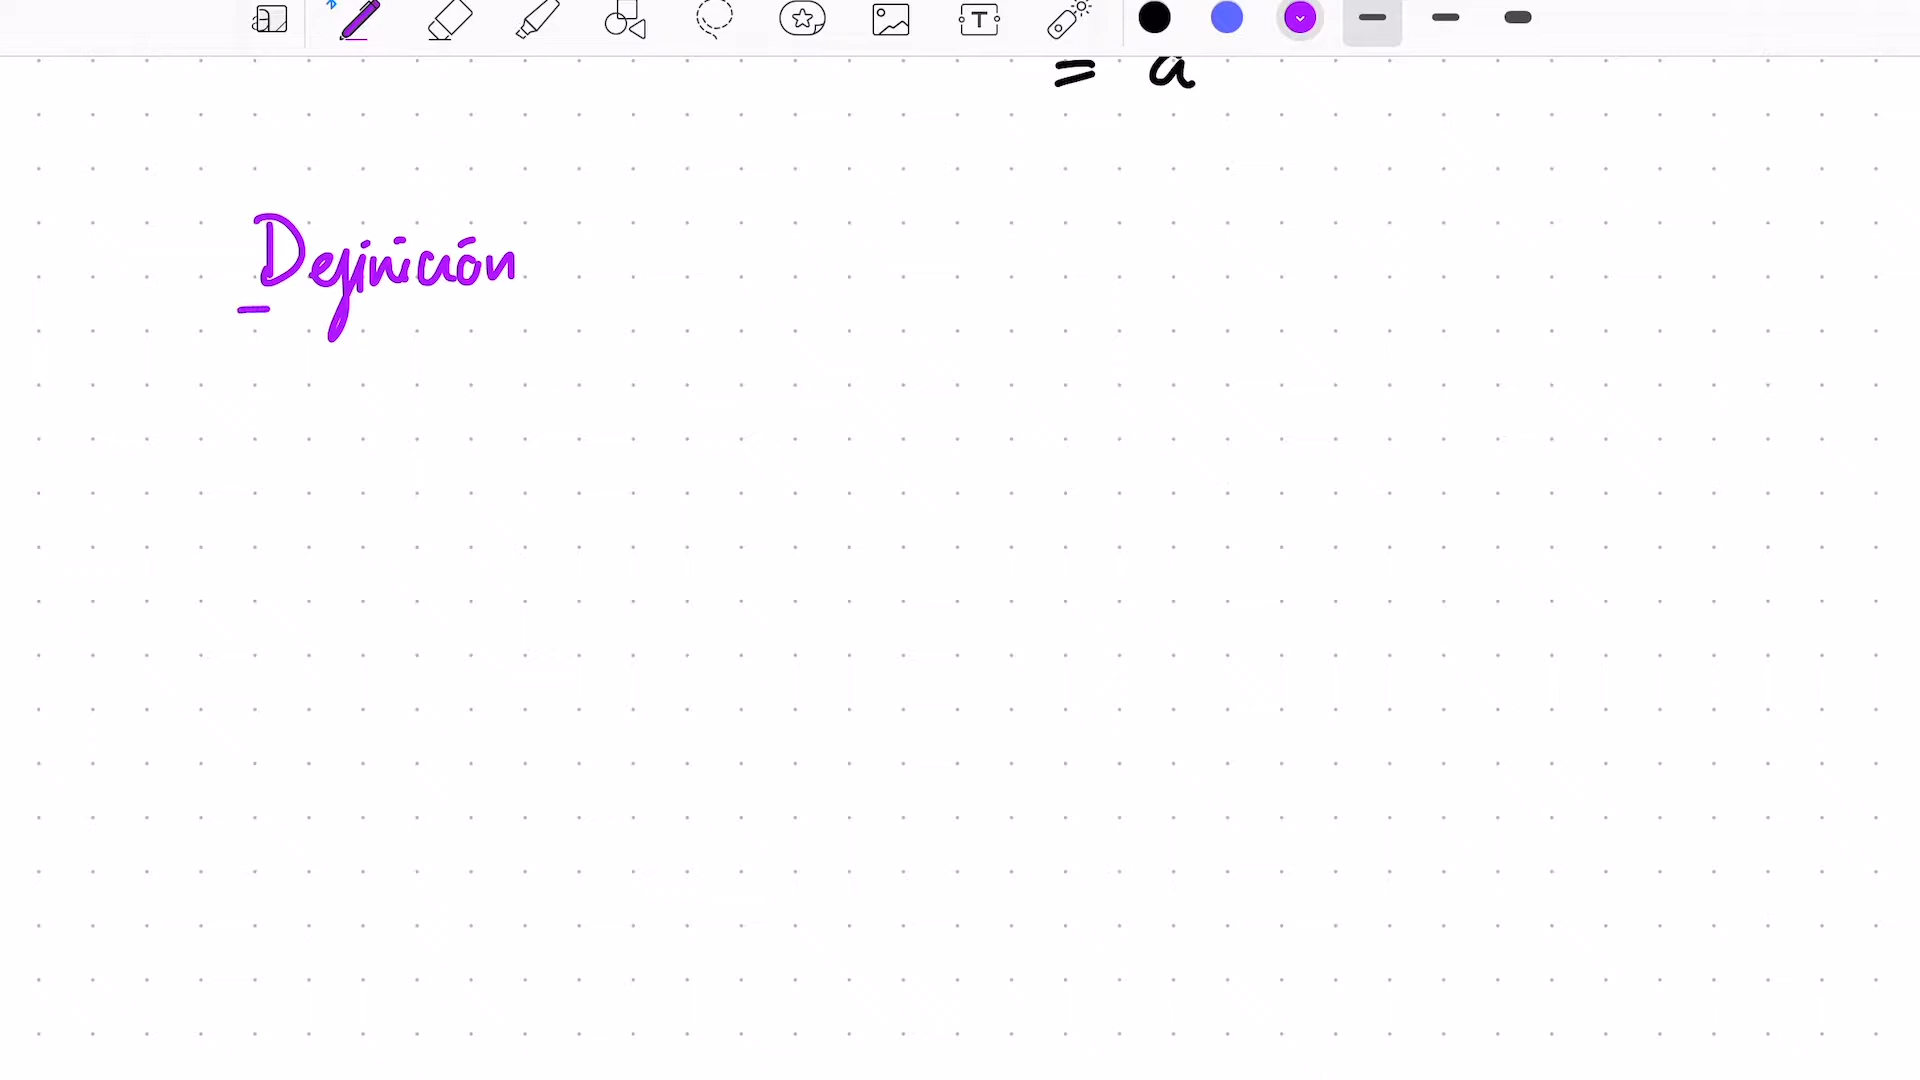 = a
Definición